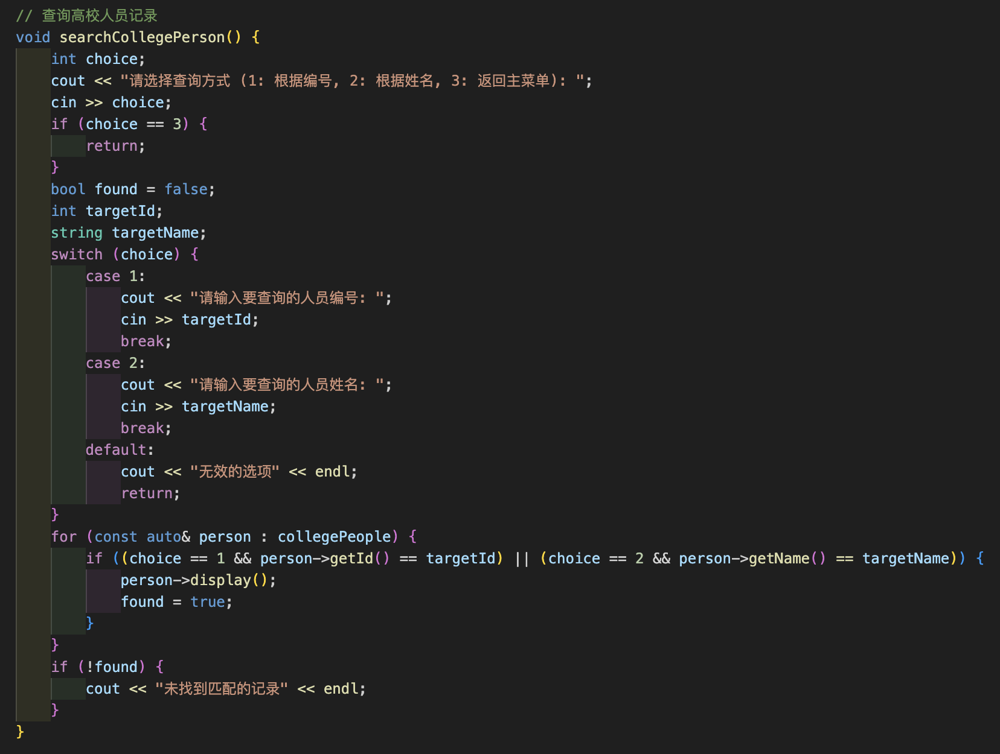 // 查询高校人员记录
void searchCollegePerson() {
    int choice;
    cout << "请选择查询方式 (1: 根据编号, 2: 根据姓名, 3: 返回主菜单): ";
    cin >> choice;
    if (choice == 3) {
        return;
    }
    bool found = false;
    int targetId;
    string targetName;
    switch (choice) {
        case 1:
            cout << "请输入要查询的人员编号: ";
            cin >> targetId;
            break;
        case 2:
            cout << "请输入要查询的人员姓名: ";
            cin >> targetName;
            break;
        default:
            cout << "无效的选项" << endl;
            return;
    }
    for (const auto& person : collegePeople) {
        if ((choice == 1 && person->getId() == targetId) || (choice == 2 && person->getName() == targetName)) {
            person->display();
            found = true;
        }
    }
    if (!found) {
        cout << "未找到匹配的记录" << endl;
    }
}